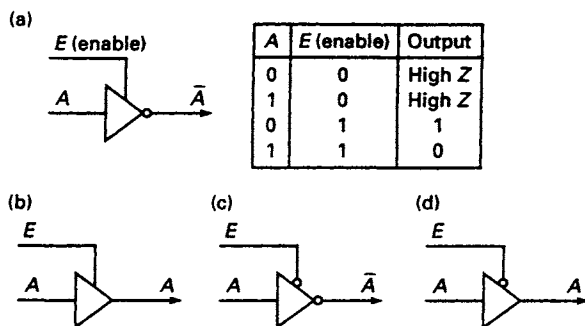 (a)
E (enable)
A
Ā
A E (enable) Output
0 0 High Z
1 0 High Z
0 1 1
1 1 0
(b) (c) (d)
E E E
A A A Ā A A